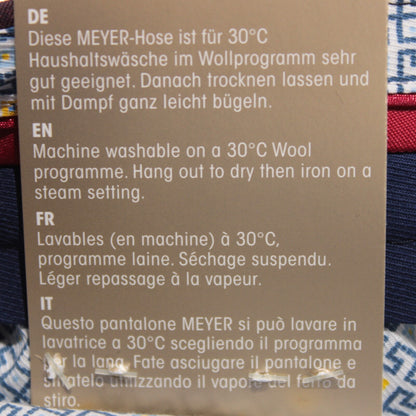 DE
Diese MEYER-Hose ist für 30°C
Haushaltswäsche im Wollprogramm sehr
gut geeignet. Danach trocknen lassen und
mit Dampf ganz leicht bügeln.
EN
Machine washable on a 30°C Wool
programme. Hang out to dry then iron on a
steam setting.
FR
Lavables (en machine) à 30°C,
programme laine. Séchage suspendu.
Léger repassage à la vapeur.
IT
Questo pantalone MEYER si può lavare in
lavatrice a 30°C scegliendo il programma
per la lana. Fate asciugare il pantalone e
stiratelo utilizzando il vapore del ferro da
stiro.